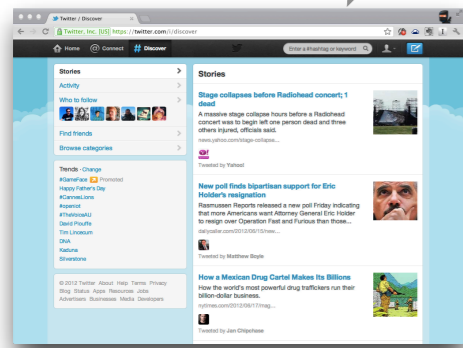 Twitter / Discover
Twitter, Inc. [US] https://twitter.com/i/discover
Home
Connect
Discover
Enter a #hashtag or keyword
Stories
Activity
Who to follow
Find friends
Browse categories
Trends · Change
#GameFace Promoted
Happy Father's Day
#CannesLions
#openiol
#TheVoiceAU
David Plouffe
Tim Lincecum
DNA
Kaduna
Silverstone
© 2012 Twitter About Help Terms Privacy
Blog Status Apps Resources Jobs
Advertisers Businesses Media Developers
Stories
Stage collapses before Radiohead concert; 1
dead
A massive stage collapse hours before a Radiohead
concert was to begin left one person dead and three
others injured, officials said.
news.yahoo.com/stage-collapse...
Tweeted by Yahoo!
New poll finds bipartisan support for Eric
Holder's resignation
Rasmussen Reports released a new poll Friday indicating
that more Americans want Attorney General Eric Holder
to resign over Operation Fast and Furious than those...
dailycaller.com/2012/06/15/new...
Tweeted by Matthew Boyle
How a Mexican Drug Cartel Makes Its Billions
How the world's most powerful drug traffickers run their
billion-dollar business.
nytimes.com/2012/06/17/mag...
Tweeted by Jan Chipchase